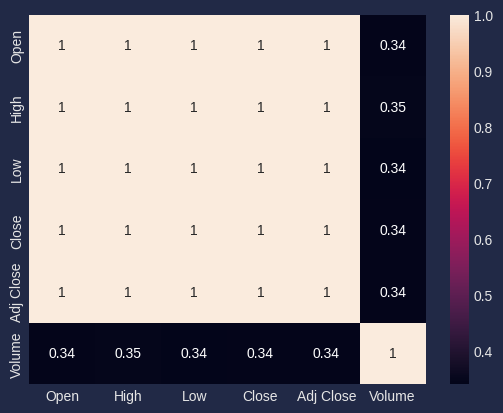 Open 1 1 1 1 1 0.34
High 1 1 1 1 1 0.35
Low 1 1 1 1 1 0.34
Close 1 1 1 1 1 0.34
Adj Close 1 1 1 1 1 0.34
Volume 0.34 0.35 0.34 0.34 0.34 1
Open High Low Close Adj Close Volume
1.0
0.9
0.8
0.7
0.6
0.5
0.4